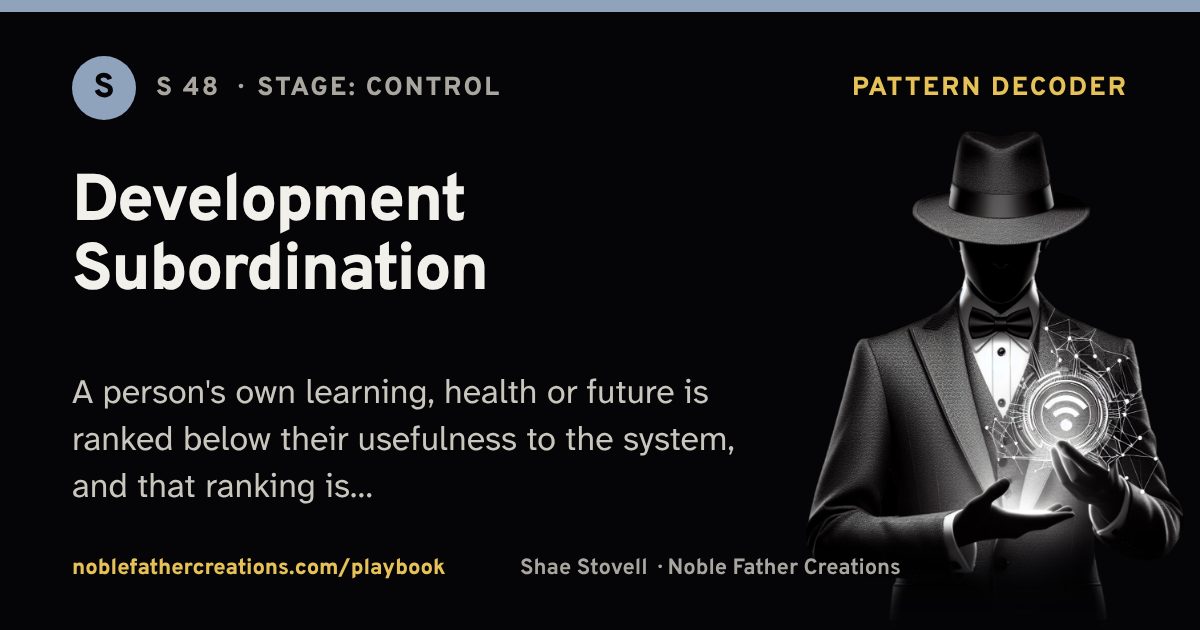 S
S 48 · STAGE: CONTROL
PATTERN DECODER
Development
Subordination
A person's own learning, health or future is
ranked below their usefulness to the system,
and that ranking is...
noblefathercreations.com/playbook
Shae Stovell · Noble Father Creations